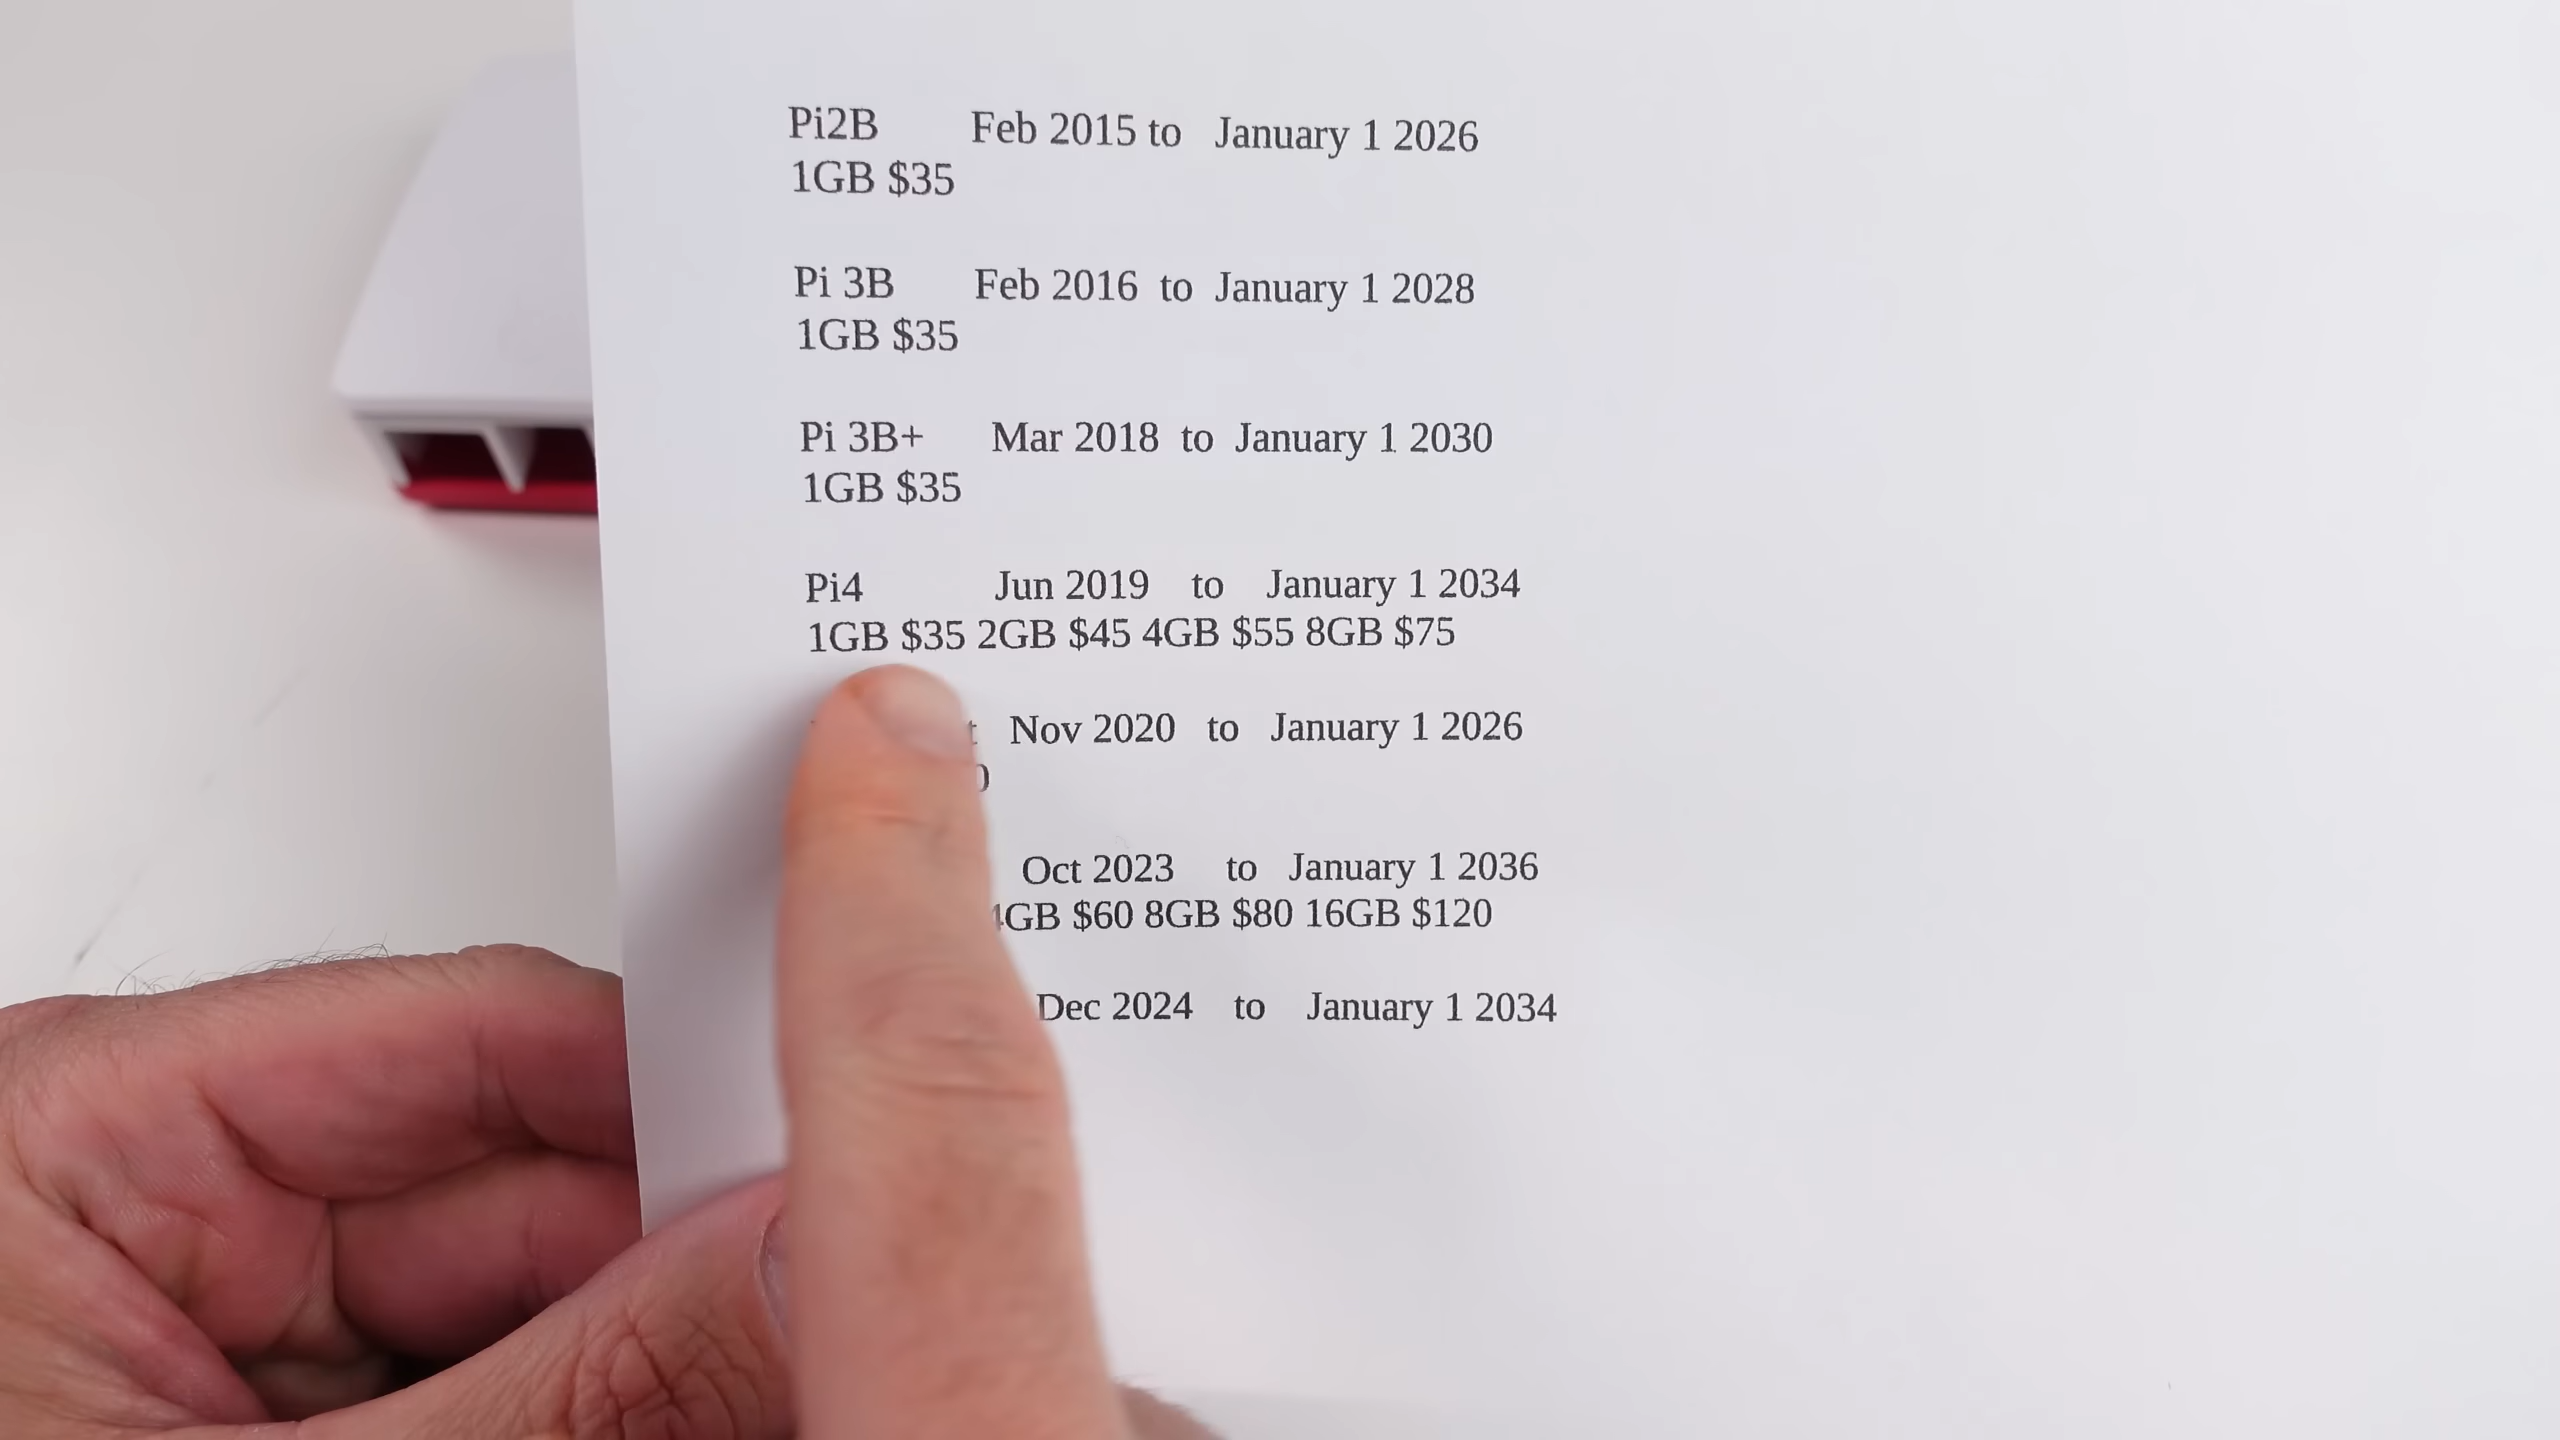 Pi2B Feb 2015 to January 1 2026
1GB $35
Pi 3B Feb 2016 to January 1 2028
1GB $35
Pi 3B+ Mar 2018 to January 1 2030
1GB $35
Pi4 Jun 2019 to January 1 2034
1GB $35 2GB $45 4GB $55 8GB $75
Nov 2020 to January 1 2026
Oct 2023 to January 1 2036
4GB $60 8GB $80 16GB $120
Dec 2024 to January 1 2034